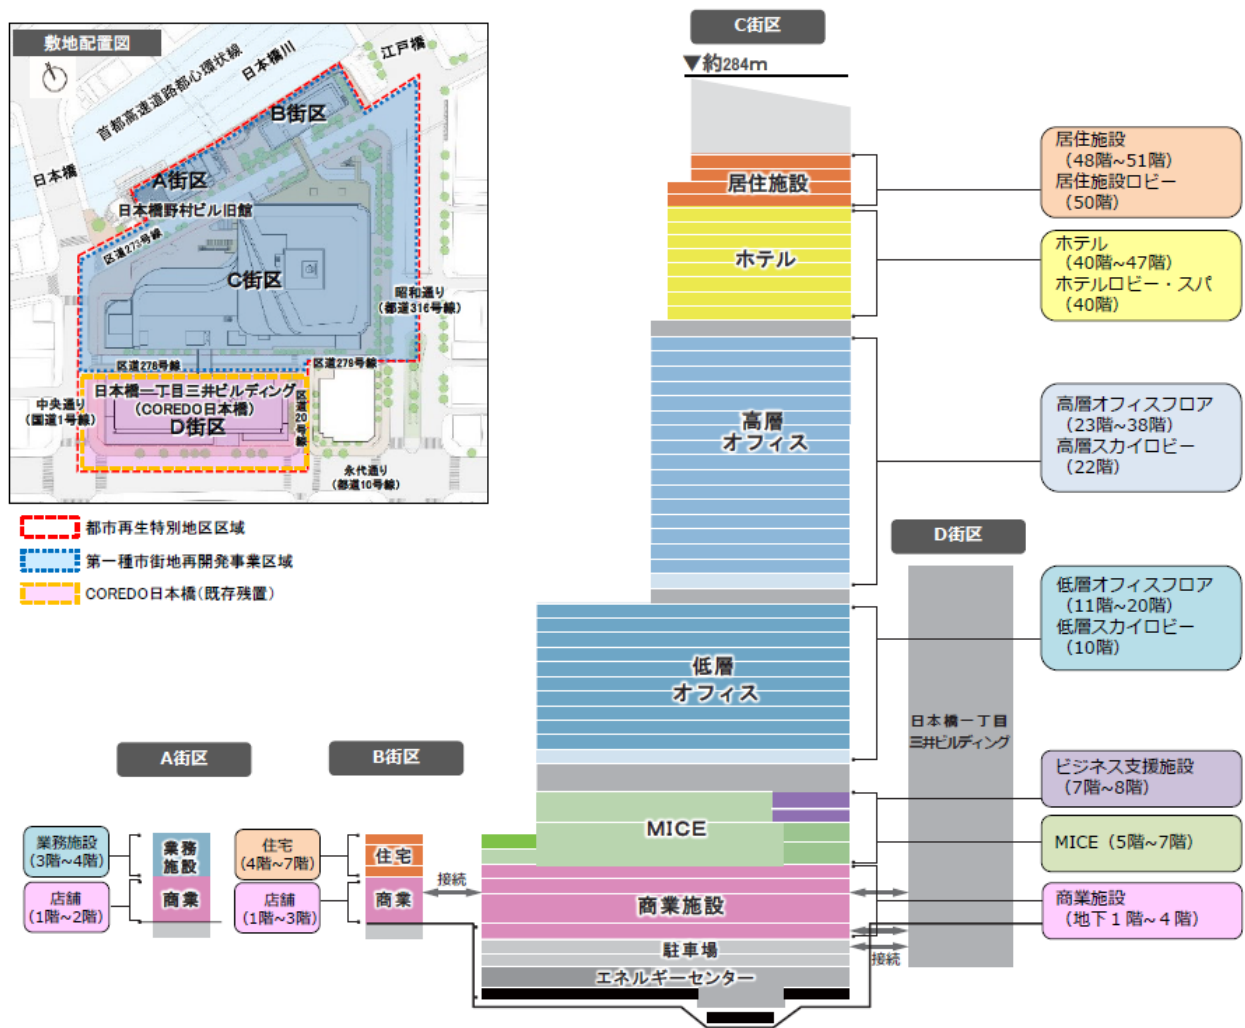 敷地配置図
首都高速道路都心環状線
日本橋川
江戸橋
日本橋
B街区
A街区
日本橋野村ビル旧館
区道273号線
C街区
昭和通り
(都道316号線)
区道278号線
区道279号線
中央通り
(国道1号線)
日本橋一丁目三井ビルディング
(COREDO日本橋)
D街区
区道20号線
永代通り
(都道10号線)
都市再生特別地区区域
第一種市街地再開発事業区域
COREDO日本橋(既存残置)
C街区
▼約284m
居住施設
ホテル
高層
オフィス
低層
オフィス
MICE
商業施設
駐車場
エネルギーセンター
居住施設
(48階~51階)
居住施設ロビー
(50階)
ホテル
(40階~47階)
ホテルロビー・スパ
(40階)
高層オフィスフロア
(23階~38階)
高層スカイロビー
(22階)
低層オフィスフロア
(11階~20階)
低層スカイロビー
(10階)
ビジネス支援施設
(7階~8階)
MICE(5階~7階)
商業施設
(地下1階~4階)
D街区
日本橋一丁目
三井ビルディング
A街区
業務施設
(3階~4階)
店舗
(1階~2階)
業務
施設
商業
B街区
住宅
(4階~7階)
店舗
(1階~3階)
住宅
商業
接続
接続